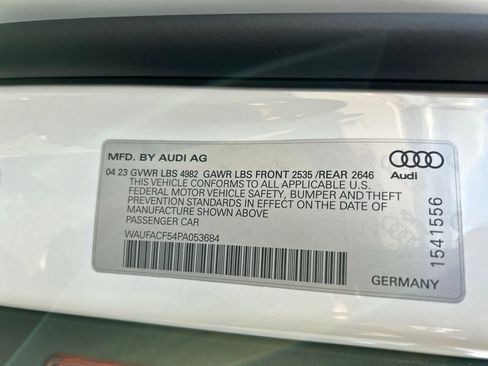 MFD. BY AUDI AG
04 23 GVWR LBS 4982 GAWR LBS FRONT 2535 /REAR 2646
THIS VEHICLE CONFORMS TO ALL APPLICABLE U.S.
FEDERAL MOTOR VEHICLE SAFETY, BUMPER AND THEFT
PREVENTION STANDARDS IN EFFECT ON THE DATE OF
MANUFACTURE SHOWN ABOVE
PASSENGER CAR
WAUFACF54PA053684
1541556
GERMANY